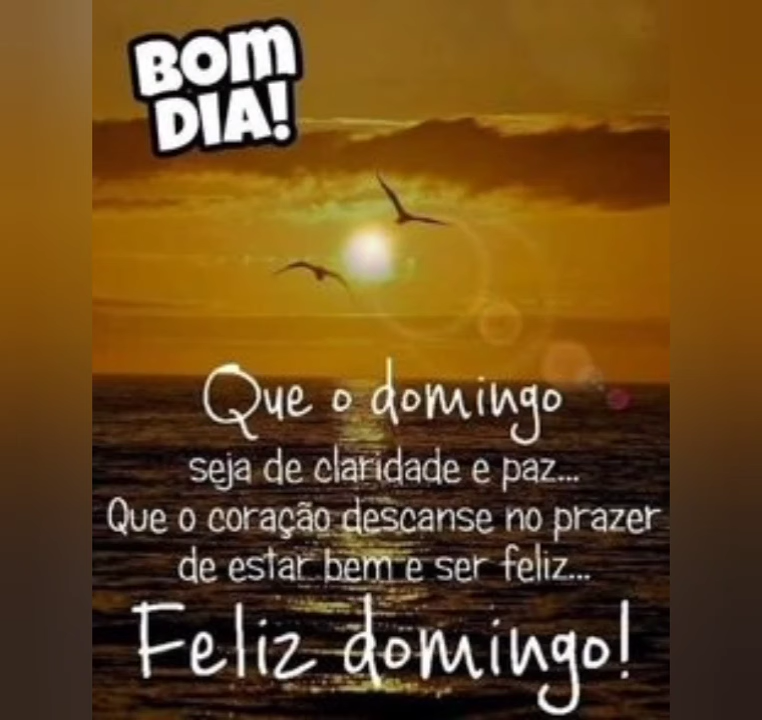 BOM
DIA!
Que o domingo
seja de claridade e paz...
Que o coração descanse no prazer
de estar bem e ser feliz...
Feliz domingo!